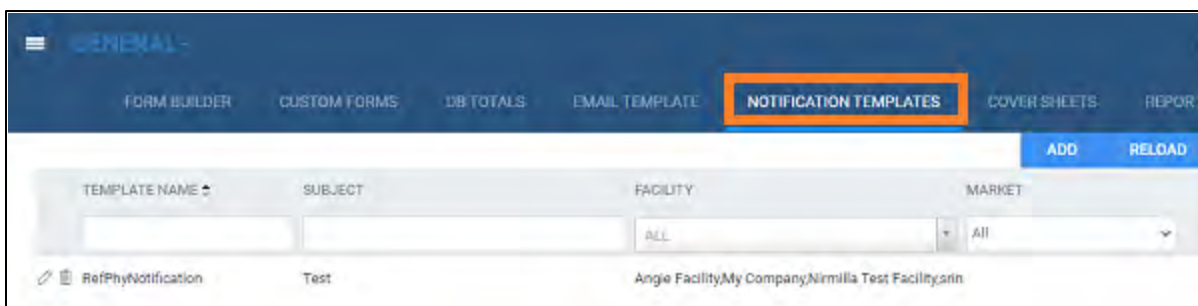 GENERAL-
FORM BUILDER CUSTOM FORMS DB TOTALS EMAIL TEMPLATE NOTIFICATION TEMPLATES COVER SHEETS REPOR
ADD RELOAD
TEMPLATE NAME SUBJECT FACILITY MARKET
ALL All
RefPhyNotification Test Angie Facility,My Company,Nirmilla Test Facility,srin